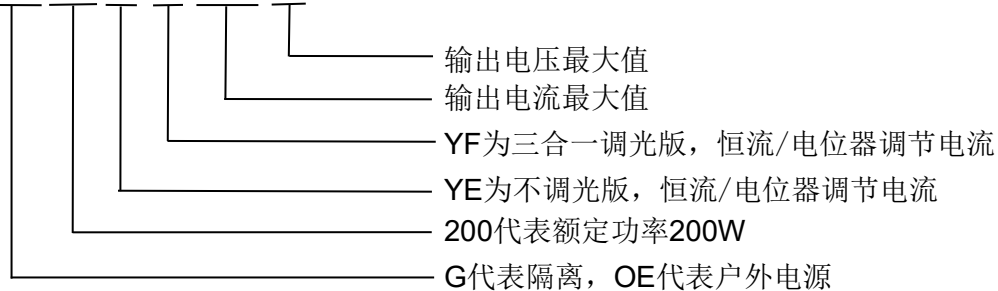 输出电压最大值
输出电流最大值
YF为三合一调光版，恒流/电位器调节电流
YE为不调光版，恒流/电位器调节电流
200代表额定功率200W
G代表隔离，OE代表户外电源